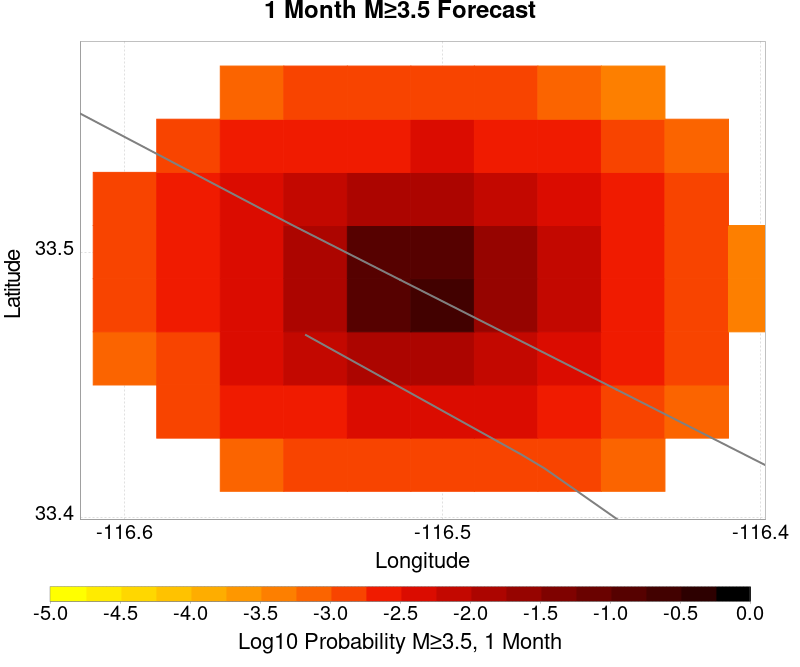 1 Month M≥3.5 Forecast
33.5
33.4
Latitude
-116.6 -116.5 -116.4
Longitude
-5.0 -4.5 -4.0 -3.5 -3.0 -2.5 -2.0 -1.5 -1.0 -0.5 0.0
Log10 Probability M≥3.5, 1 Month